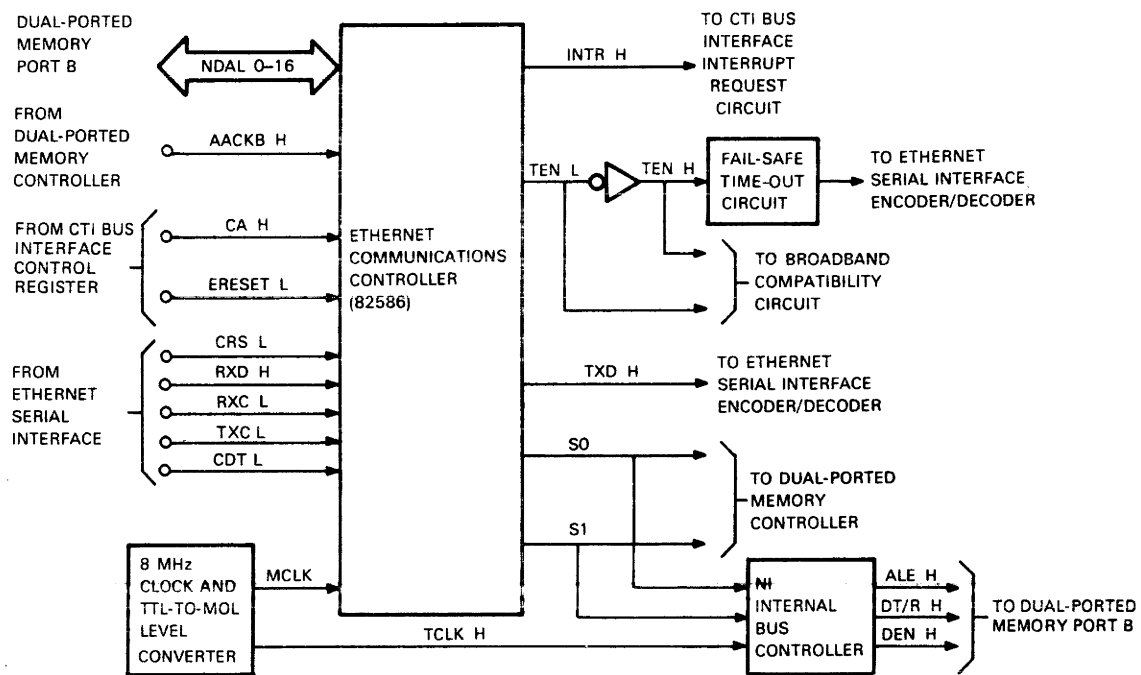 DUAL-PORTED
MEMORY
PORT B
NDAL 0-16
FROM
DUAL-PORTED
MEMORY
CONTROLLER
AACKB H
FROM CTI BUS
INTERFACE
CONTROL
REGISTER
CA H
ERESET L
FROM
ETHERNET
SERIAL
INTERFACE
CRS L
RXD H
RXC L
TXC L
CDT L
8 MHz
CLOCK AND
TTL-TO-MOL
LEVEL
CONVERTER
MCLK
TCLK H
ETHERNET
COMMUNICATIONS
CONTROLLER
(82586)
INTR H
TO CTI BUS
INTERFACE
INTERRUPT
REQUEST
CIRCUIT
TEN L
TEN H
FAIL-SAFE
TIME-OUT
CIRCUIT
TO ETHERNET
SERIAL INTERFACE
ENCODER/DECODER
TO BROADBAND
COMPATIBILITY
CIRCUIT
TXD H
TO ETHERNET
SERIAL INTERFACE
ENCODER/DECODER
S0
S1
TO DUAL-PORTED
MEMORY
CONTROLLER
NI
INTERNAL
BUS
CONTROLLER
ALE H
DT/R H
DEN H
TO DUAL-PORTED
MEMORY PORT B